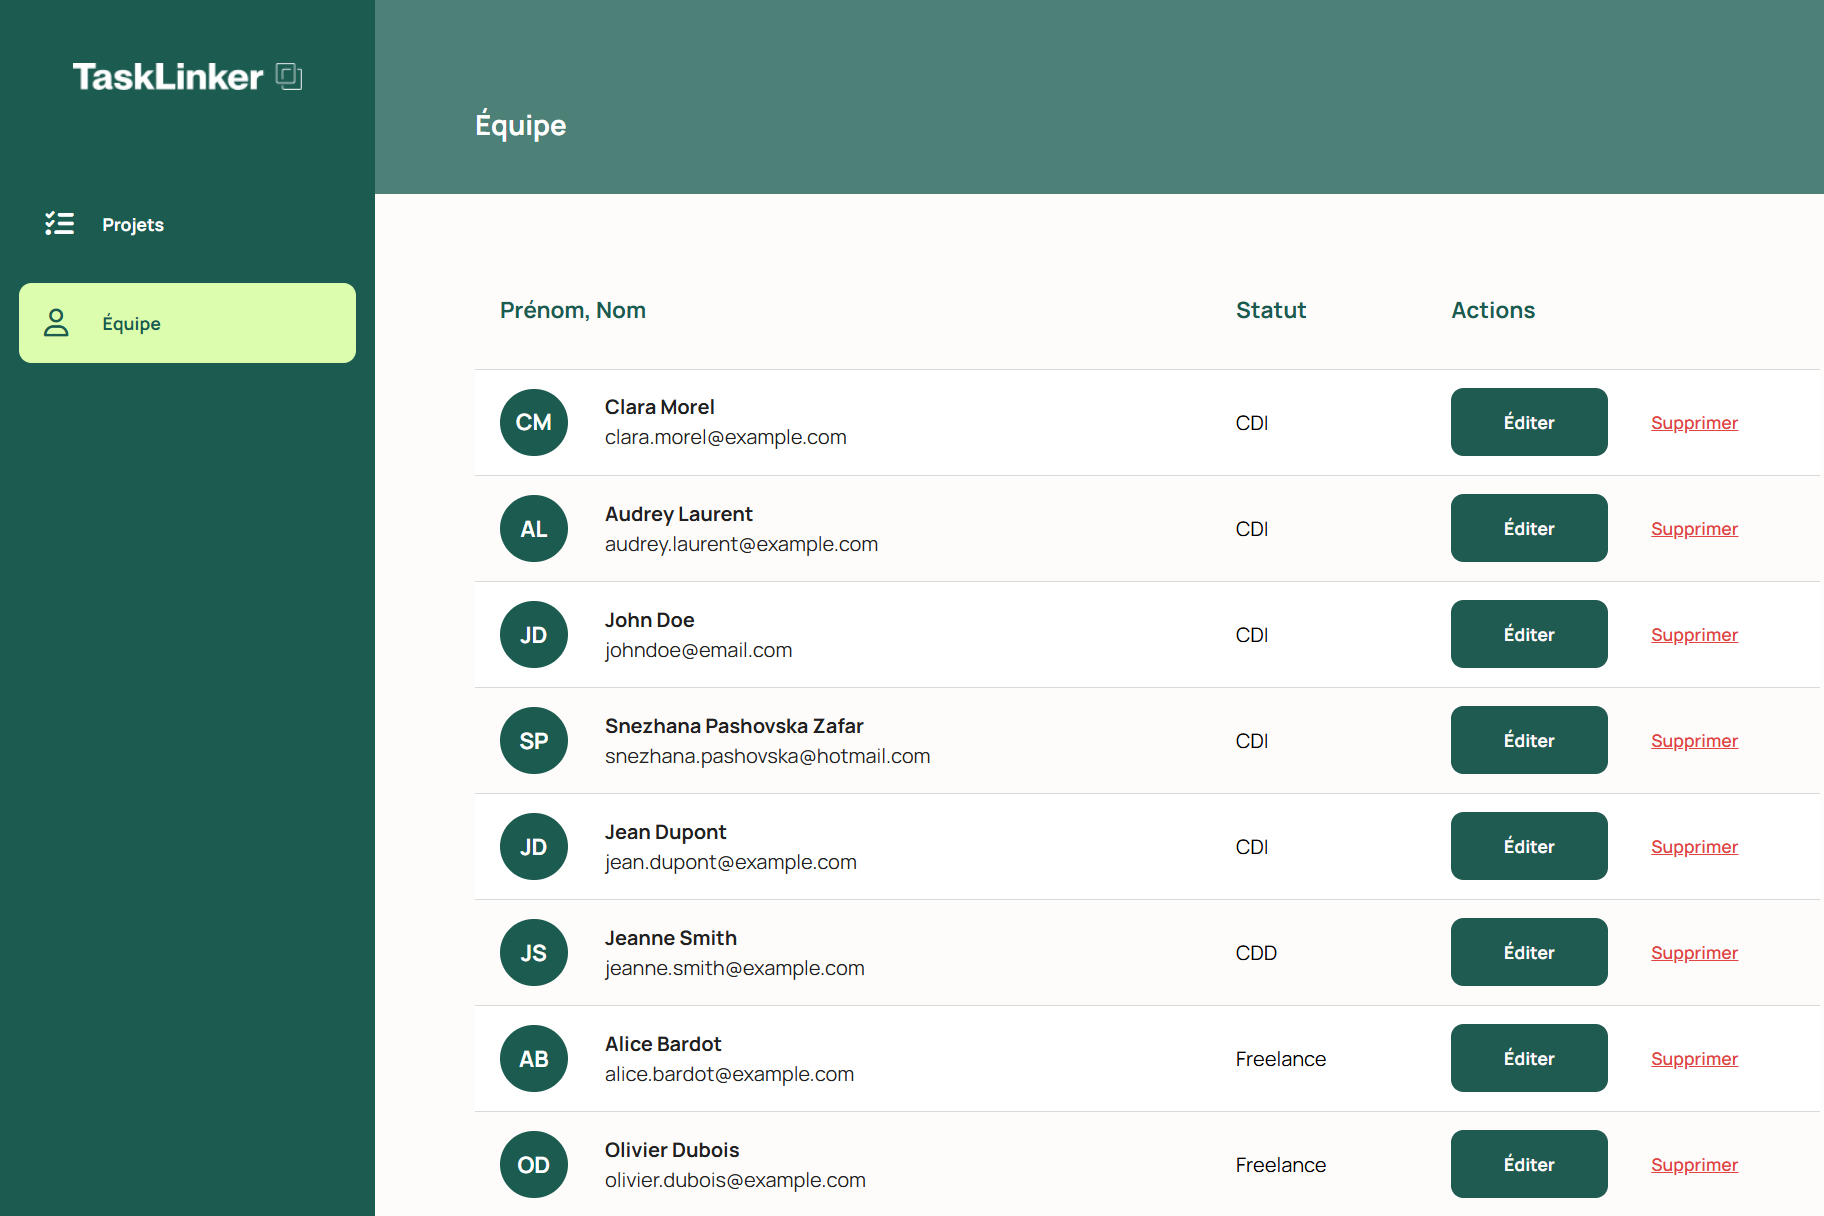 TaskLinker
Projets
Équipe
Équipe
Prénom, Nom Statut Actions
CM Clara Morel
clara.morel@example.com CDI Éditer Supprimer
AL Audrey Laurent
audrey.laurent@example.com CDI Éditer Supprimer
JD John Doe
johndoe@email.com CDI Éditer Supprimer
SP Snezhana Pashovska Zafar
snezhana.pashovska@hotmail.com CDI Éditer Supprimer
JD Jean Dupont
jean.dupont@example.com CDI Éditer Supprimer
JS Jeanne Smith
jeanne.smith@example.com CDD Éditer Supprimer
AB Alice Bardot
alice.bardot@example.com Freelance Éditer Supprimer
OD Olivier Dubois
olivier.dubois@example.com Freelance Éditer Supprimer